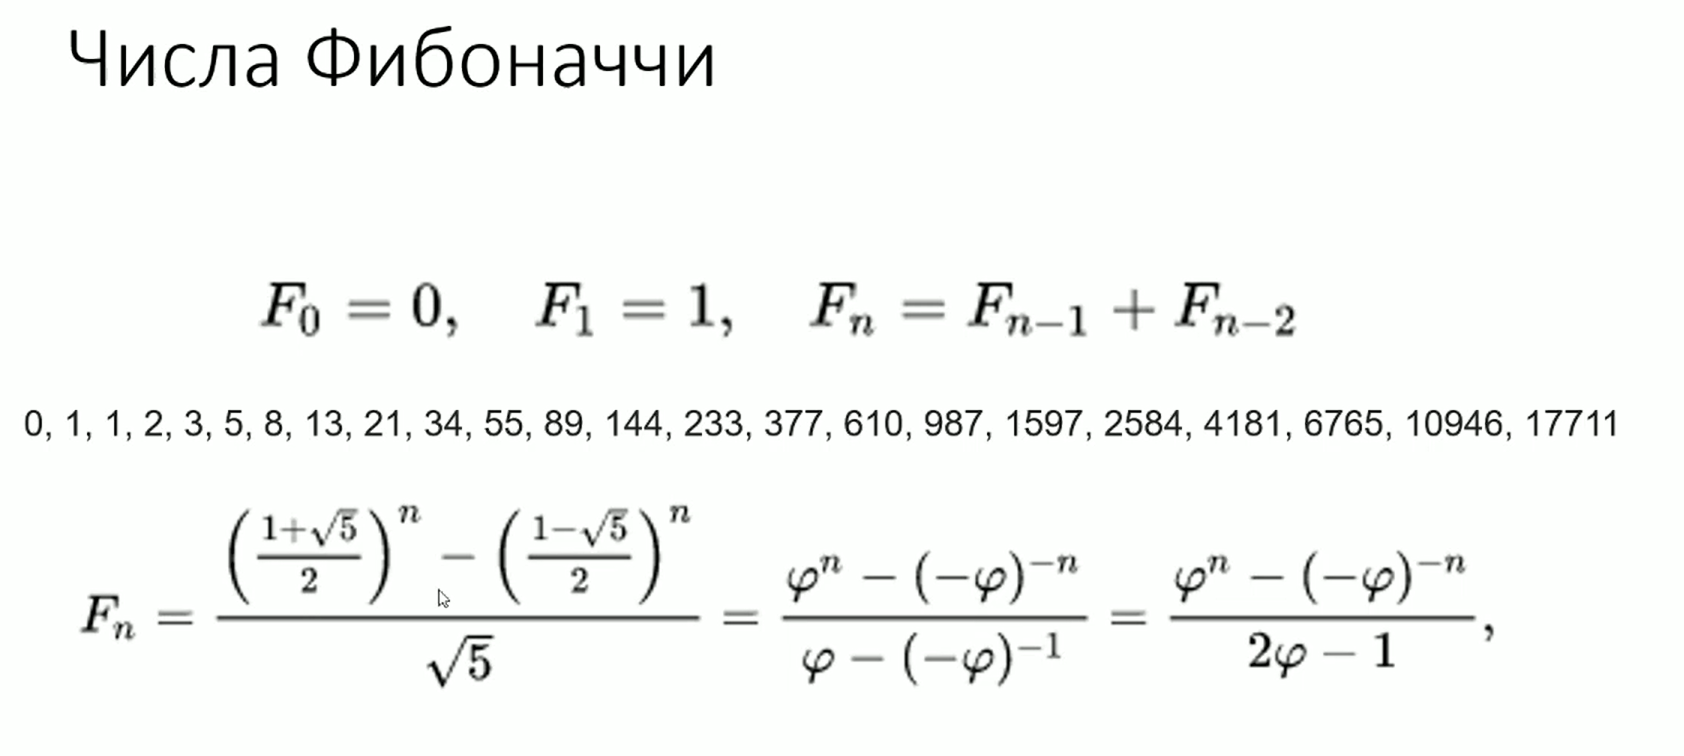 Числа Фибоначчи
F₀ = 0, F₁ = 1, Fₙ = Fₙ₋₁ + Fₙ₋₂
0, 1, 1, 2, 3, 5, 8, 13, 21, 34, 55, 89, 144, 233, 377, 610, 987, 1597, 2584, 4181, 6765, 10946, 17711
Fₙ = (((1+√5)/2)ⁿ − ((1−√5)/2)ⁿ)/√5 = (φⁿ − (−φ)⁻ⁿ)/(φ − (−φ)⁻¹) = (φⁿ − (−φ)⁻ⁿ)/(2φ − 1),